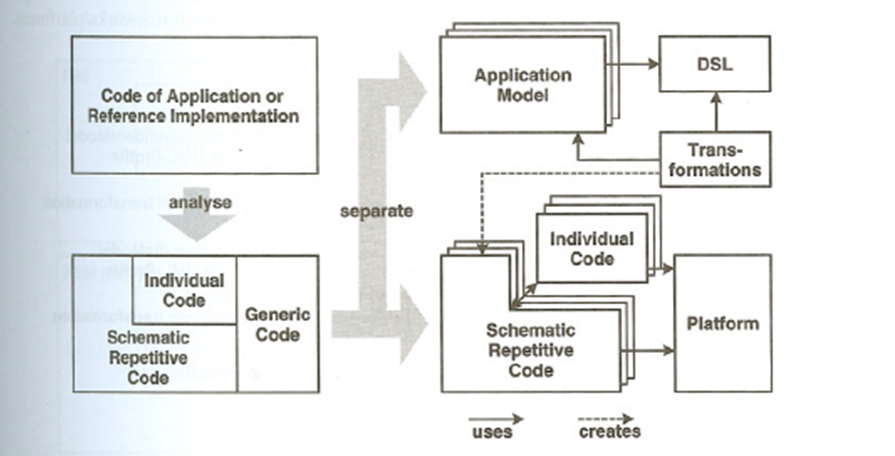 Code of Application or
Reference Implementation
analyse
Individual
Code
Generic
Code
Schematic
Repetitive
Code
separate
Application
Model
DSL
Trans-
formations
Individual
Code
Schematic
Repetitive
Code
Platform
uses
creates